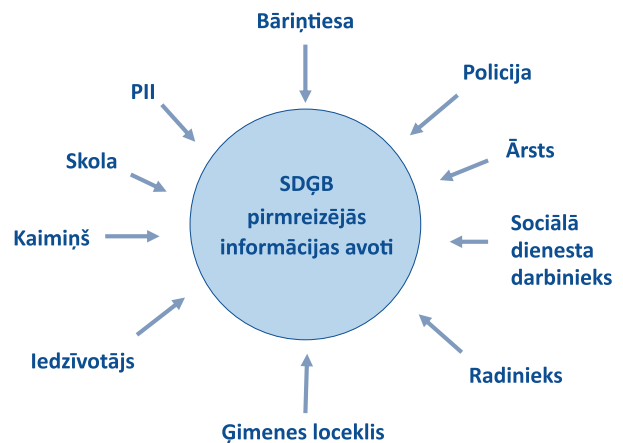 Bāriņtiesa
Policija
PII
Ārsts
Skola
SDĢB
pirmreizējās
informācijas avoti
Kaimiņš
Sociālā
dienesta
darbinieks
Iedzīvotājs
Radinieks
Ģimenes loceklis